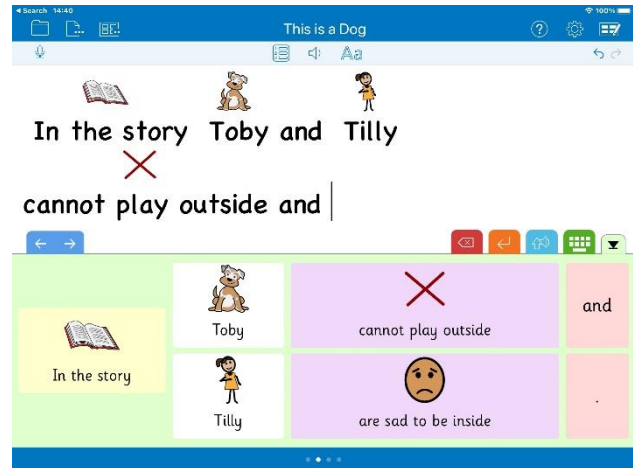 Search 14:40
100%
This is a Dog
?
Aa
In the story Toby and Tilly
cannot play outside and
In the story
Toby
cannot play outside
and
Tilly
are sad to be inside
.